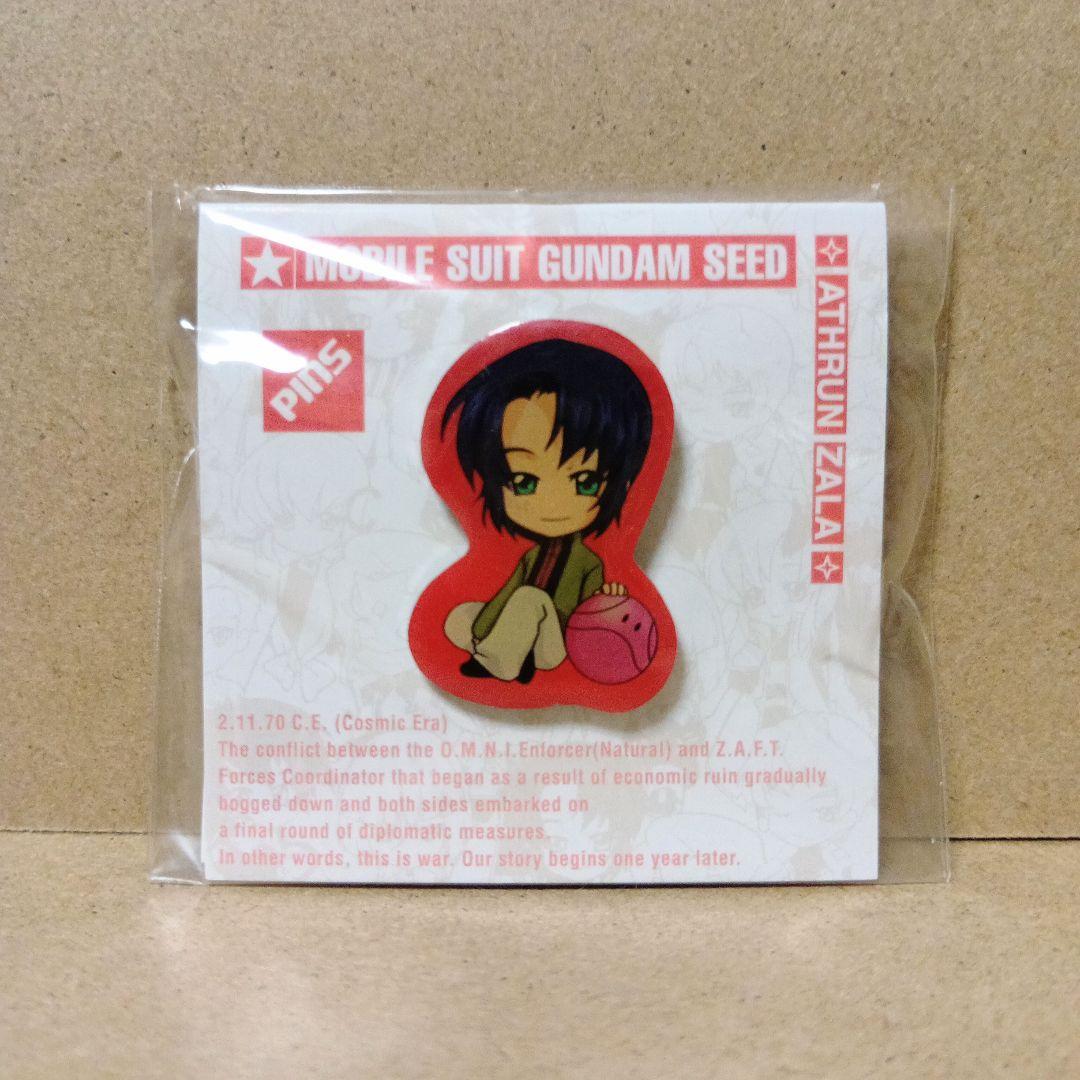 MOBILE SUIT GUNDAM SEED
ATHRUN ZALA
PINS
2.11.70 C.E. (Cosmic Era)
The conflict between the O.M.N.I.Enforcer(Natural) and Z.A.F.T.
Forces Coordinator that began as a result of economic ruin gradually
bogged down and both sides embarked on
a final round of diplomatic measures.
In other words, this is war. Our story begins one year later.